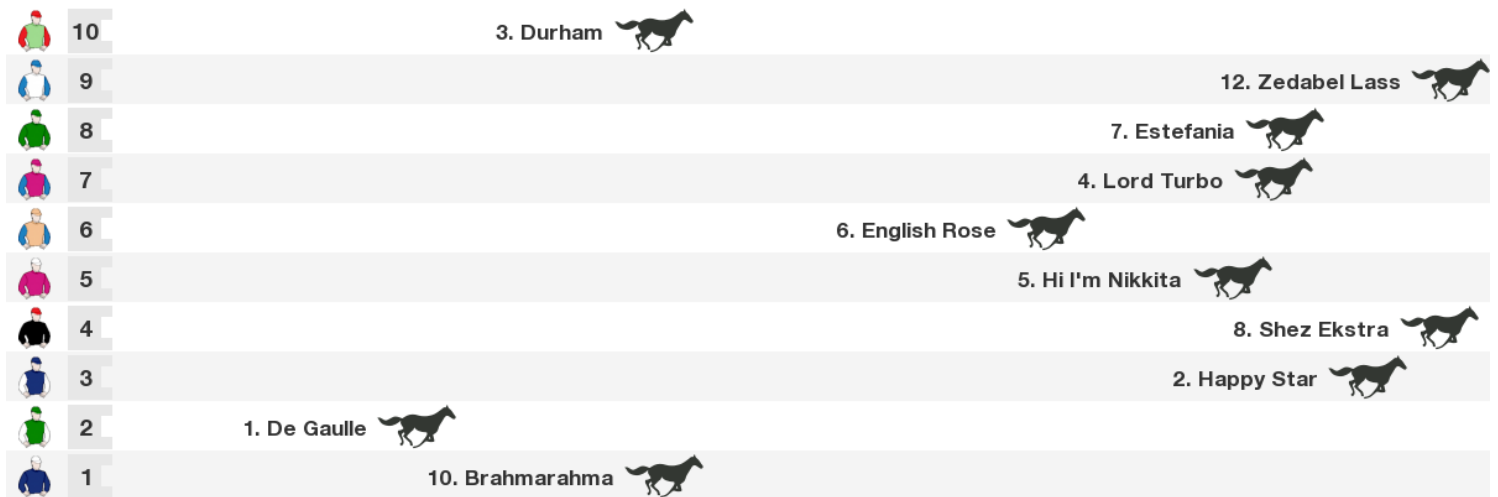 10 3. Durham
9 12. Zedabel Lass
8 7. Estefania
7 4. Lord Turbo
6 6. English Rose
5 5. Hi I'm Nikkita
4 8. Shez Ekstra
3 2. Happy Star
2 1. De Gaulle
1 10. Brahmarahma